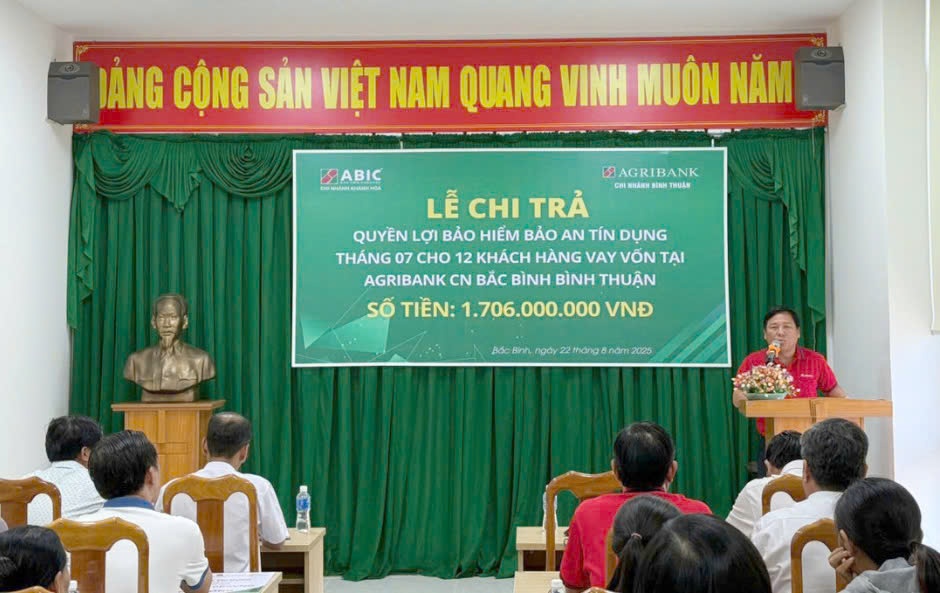 ĐẢNG CỘNG SẢN VIỆT NAM QUANG VINH MUÔN NĂM
ABIC
CHI NHÁNH KHÁNH HÒA
AGRIBANK
CHI NHÁNH BÌNH THUẬN
LỄ CHI TRẢ
QUYỀN LỢI BẢO HIỂM BẢO AN TÍN DỤNG
THÁNG 07 CHO 12 KHÁCH HÀNG VAY VỐN TẠI
AGRIBANK CN BẮC BÌNH BÌNH THUẬN
SỐ TIỀN: 1.706.000.000 VNĐ
Bắc Bình, ngày 22 tháng 8 năm 2025